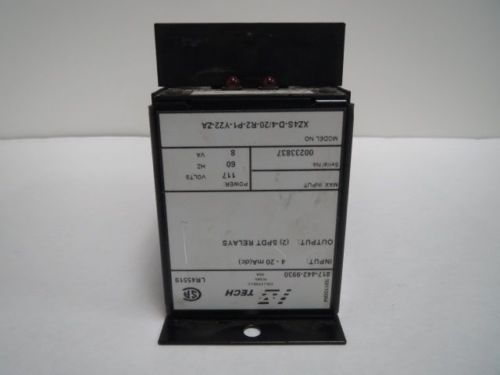 TECH
LR45519
817-442-9930
INPUT: 4 - 20 mA(dc)
OUTPUT: (2) SPDT RELAYS
MAX. INPUT
POWER: 117 VOLTS
60 HZ
8 VA
Serial No.
00233837
MODEL NO
XZ4S-D-4/20-R2-P1-Y22-ZA